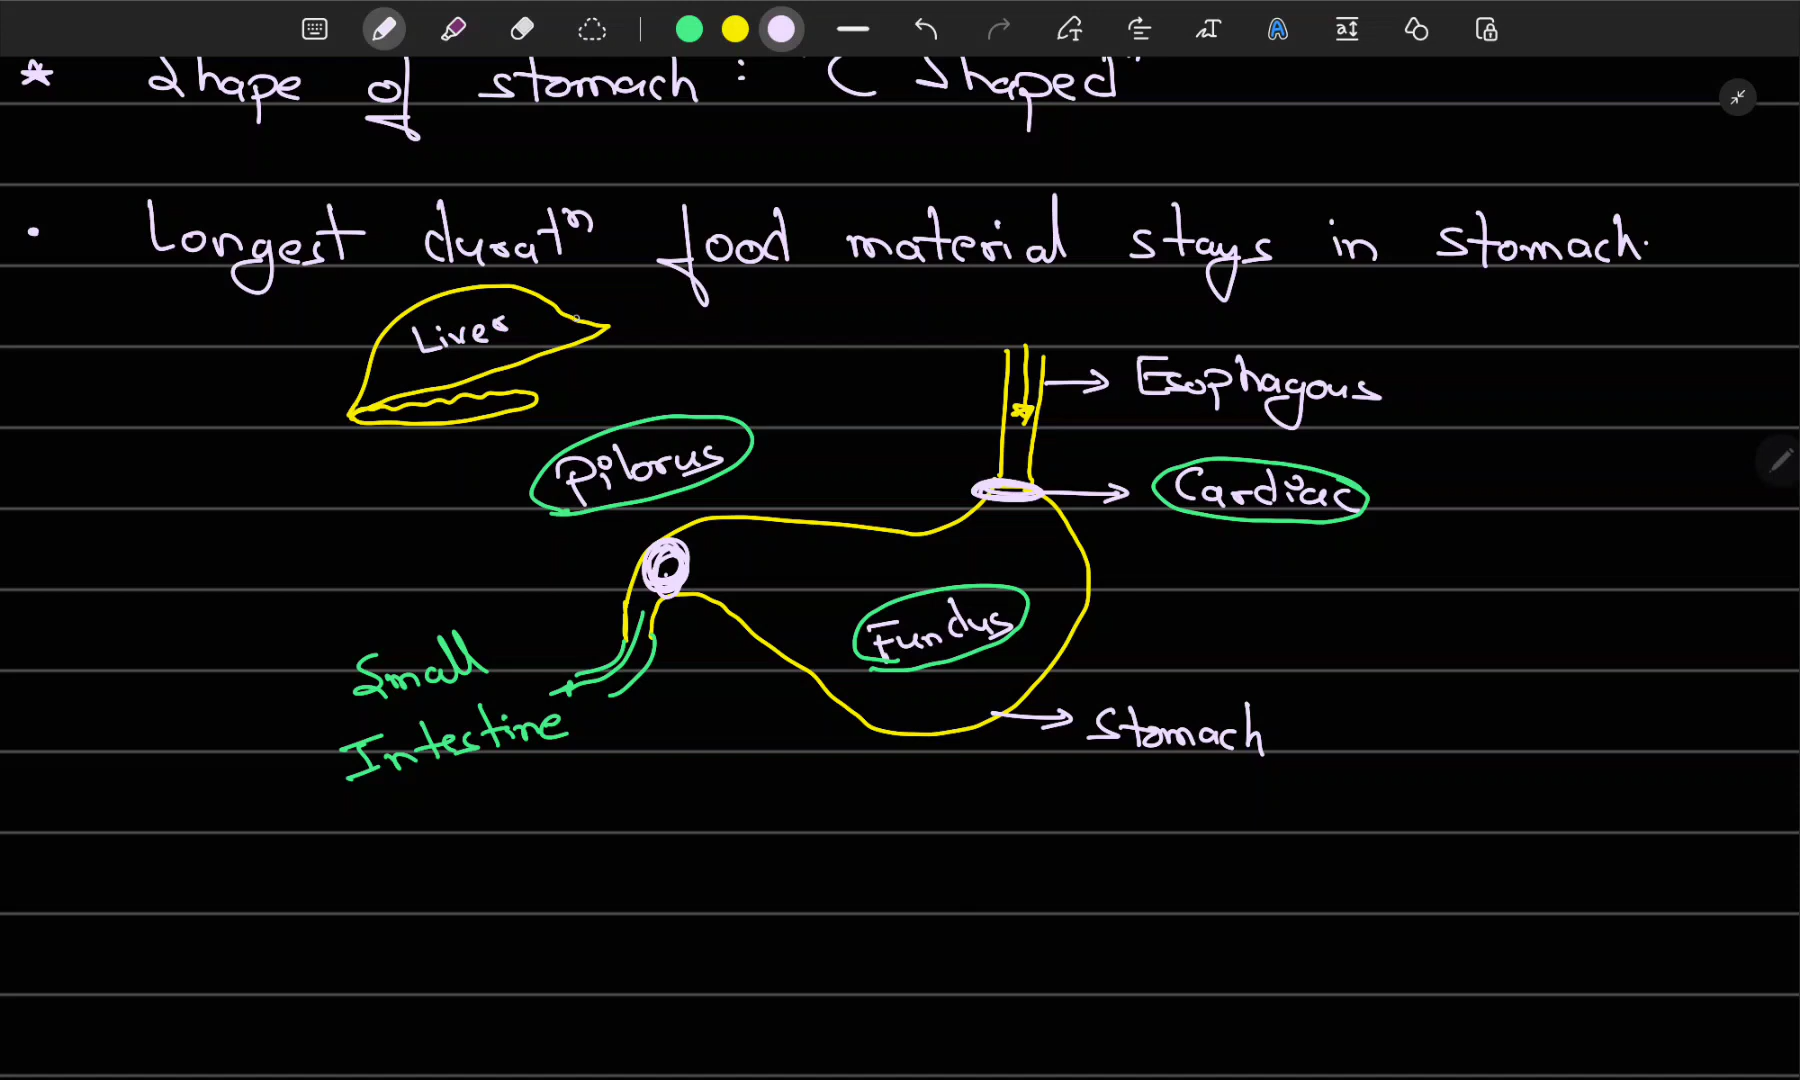 * Shape of stomach : "C Shaped"
• Longest duratⁿ food material stays in stomach.
Liver
Esophagous
Pilorus
Cardiac
Fundus
Small
Intestine
Stomach